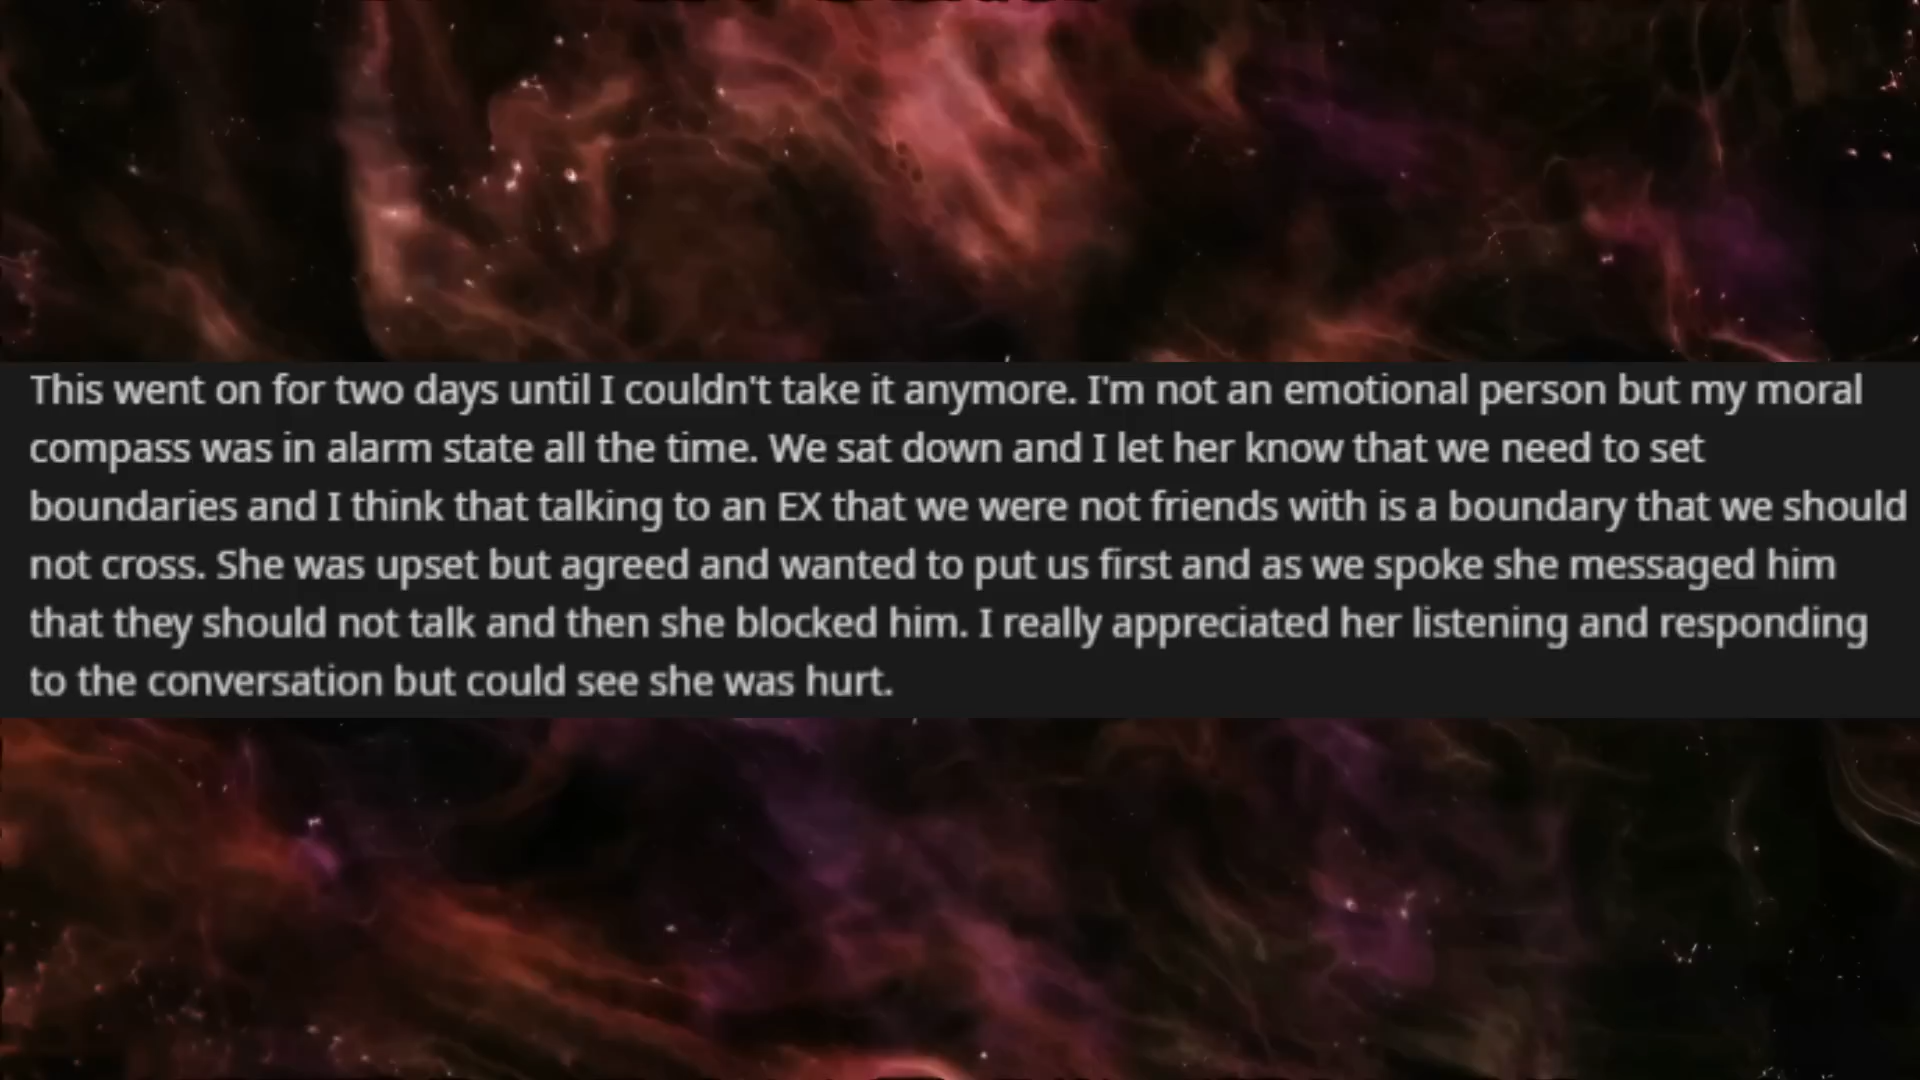 This went on for two days until I couldn't take it anymore. I'm not an emotional person but my moral
compass was in alarm state all the time. We sat down and I let her know that we need to set
boundaries and I think that talking to an EX that we were not friends with is a boundary that we should
not cross. She was upset but agreed and wanted to put us first and as we spoke she messaged him
that they should not talk and then she blocked him. I really appreciated her listening and responding
to the conversation but could see she was hurt.